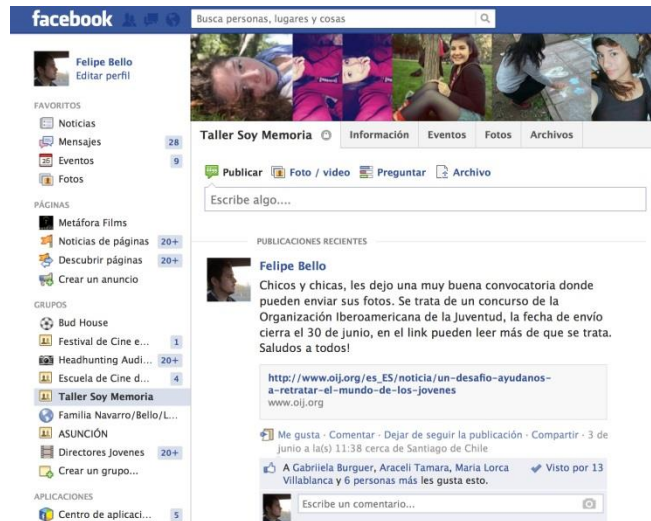 facebook
Busca personas, lugares y cosas
Felipe Bello
Editar perfil
FAVORITOS
Noticias
Mensajes 28
Eventos 9
Fotos
PÁGINAS
Metáfora Films
Noticias de páginas 20+
Descubrir páginas 20+
Crear un anuncio
GRUPOS
Bud House
Festival de Cine e... 1
Headhunting Audi... 20+
Escuela de Cine d... 4
Taller Soy Memoria
Familia Navarro/Bello/L...
ASUNCIÓN
Directores Jovenes 20+
Crear un grupo...
APLICACIONES
Centro de aplicaci... 5
Taller Soy Memoria Información Eventos Fotos Archivos
Publicar Foto / video Preguntar Archivo
Escribe algo....
PUBLICACIONES RECIENTES
Felipe Bello
Chicos y chicas, les dejo una muy buena convocatoria donde
pueden enviar sus fotos. Se trata de un concurso de la
Organización Iberoamericana de la Juventud, la fecha de envío
cierra el 30 de junio, en el link pueden leer más de que se trata.
Saludos a todos!
http://www.oij.org/es_ES/noticia/un-desafio-ayudanos-
a-retratar-el-mundo-de-los-jovenes
www.oij.org
Me gusta · Comentar · Dejar de seguir la publicación · Compartir · 3 de
junio a la(s) 11:38 cerca de Santiago de Chile
A Gabriiela Burguer, Araceli Tamara, Maria Lorca
Villablanca y 6 personas más les gusta esto.
Visto por 13
Escribe un comentario...